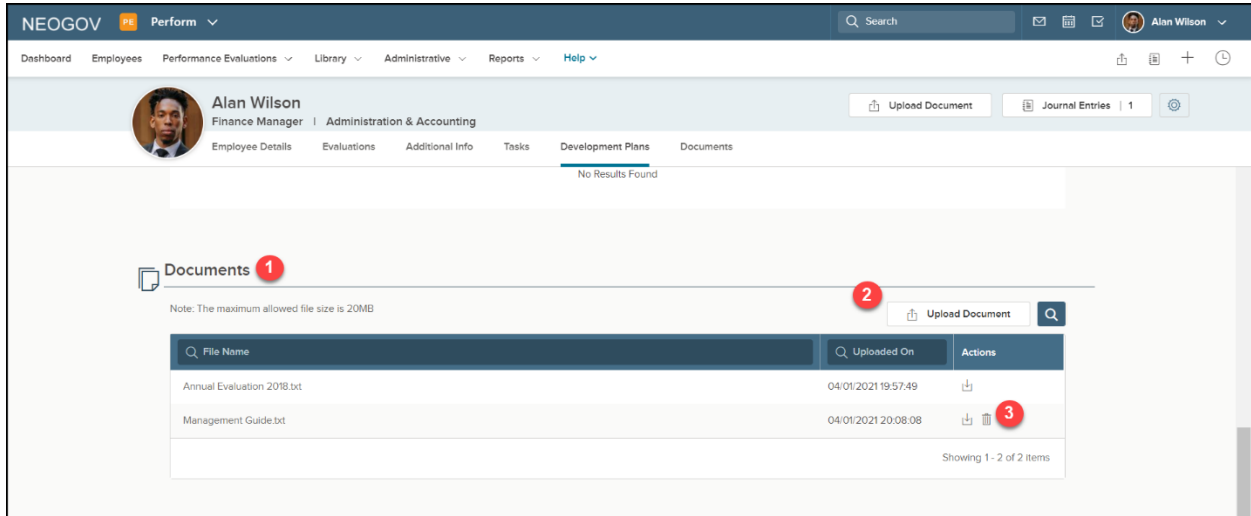 NEOGOV PE Perform Search Alan Wilson
Dashboard Employees Performance Evaluations Library Administrative Reports Help
Alan Wilson
Finance Manager | Administration & Accounting
Upload Document Journal Entries | 1
Employee Details Evaluations Additional Info Tasks Development Plans Documents
No Results Found
Documents 1
Note: The maximum allowed file size is 20MB
2 Upload Document
File Name Uploaded On Actions
Annual Evaluation 2018.txt 04/01/2021 19:57:49
Management Guide.txt 04/01/2021 20:08:08 3
Showing 1 - 2 of 2 items